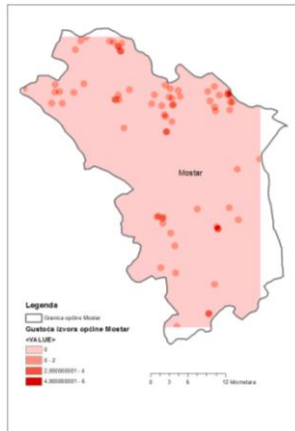 Mostar
Legenda
Granica općine Mostar
Gustoća izvora općine Mostar
<VALUE>
0
0 - 2
2,000000001 - 4
4,000000001 - 6
0 3 6 12 kilometara